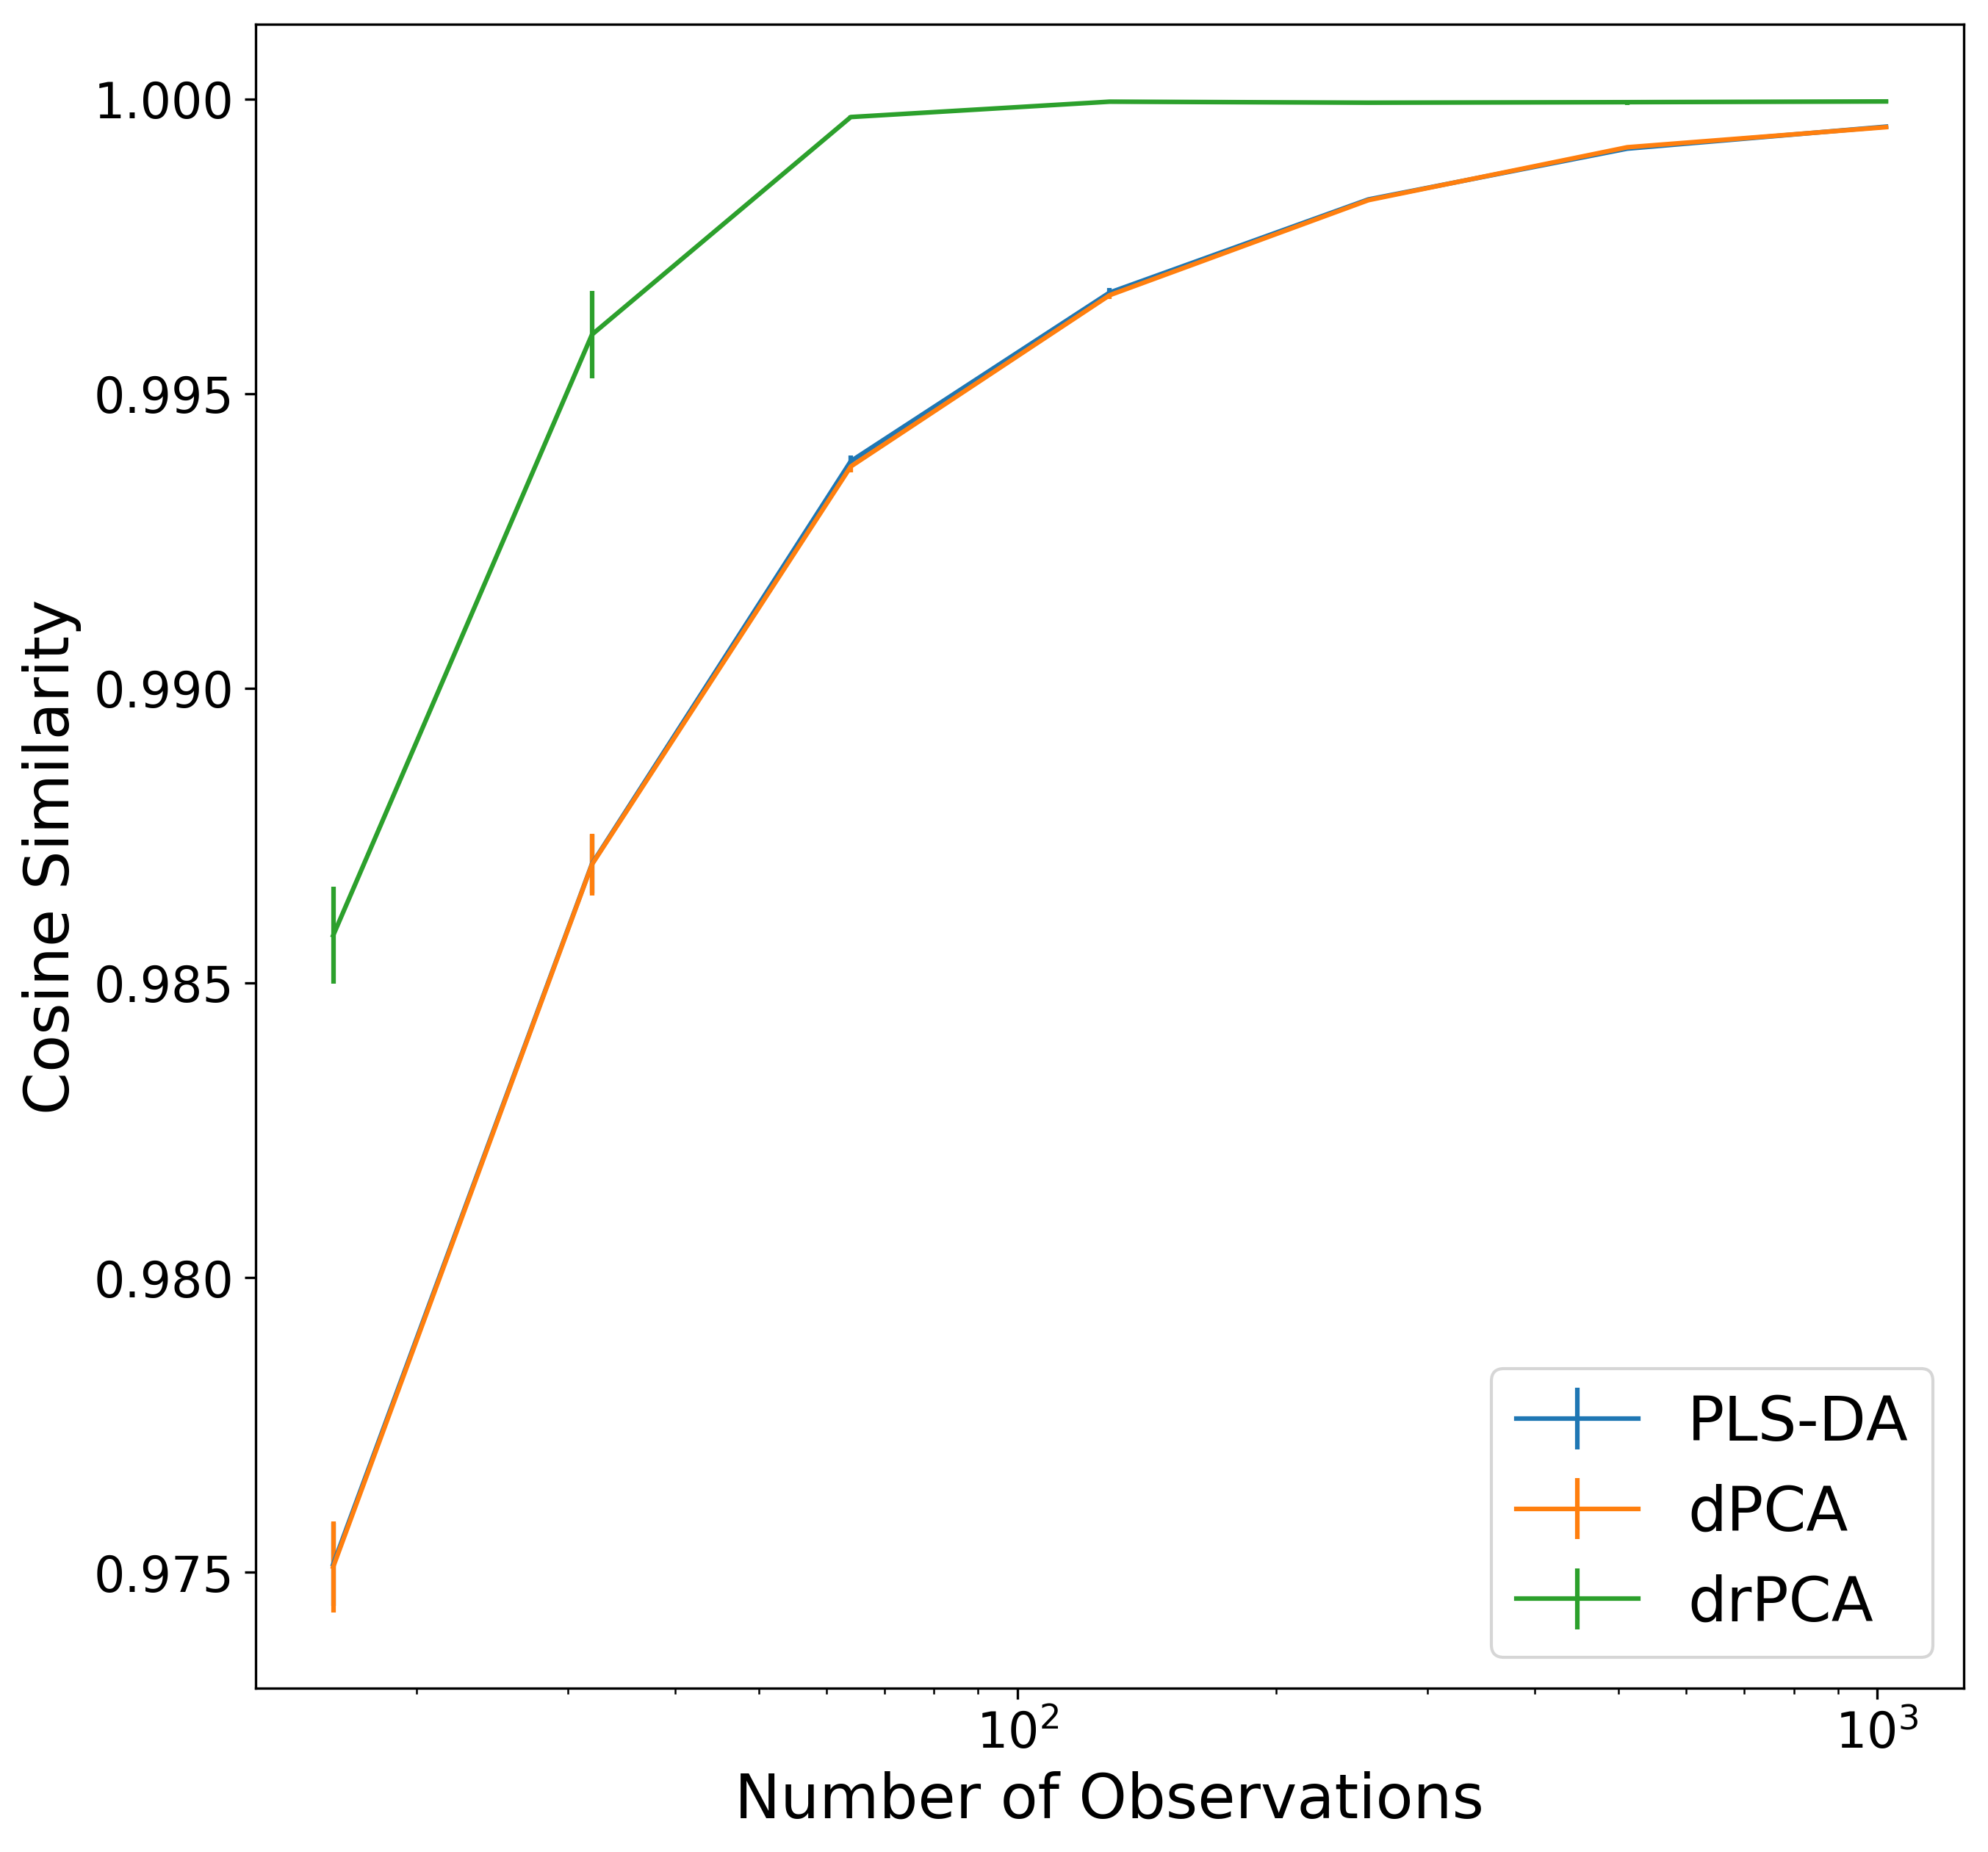 1.000
0.995
0.990
0.985
0.980
0.975
Cosine Similarity
10²
10³
Number of Observations
PLS-DA
dPCA
drPCA